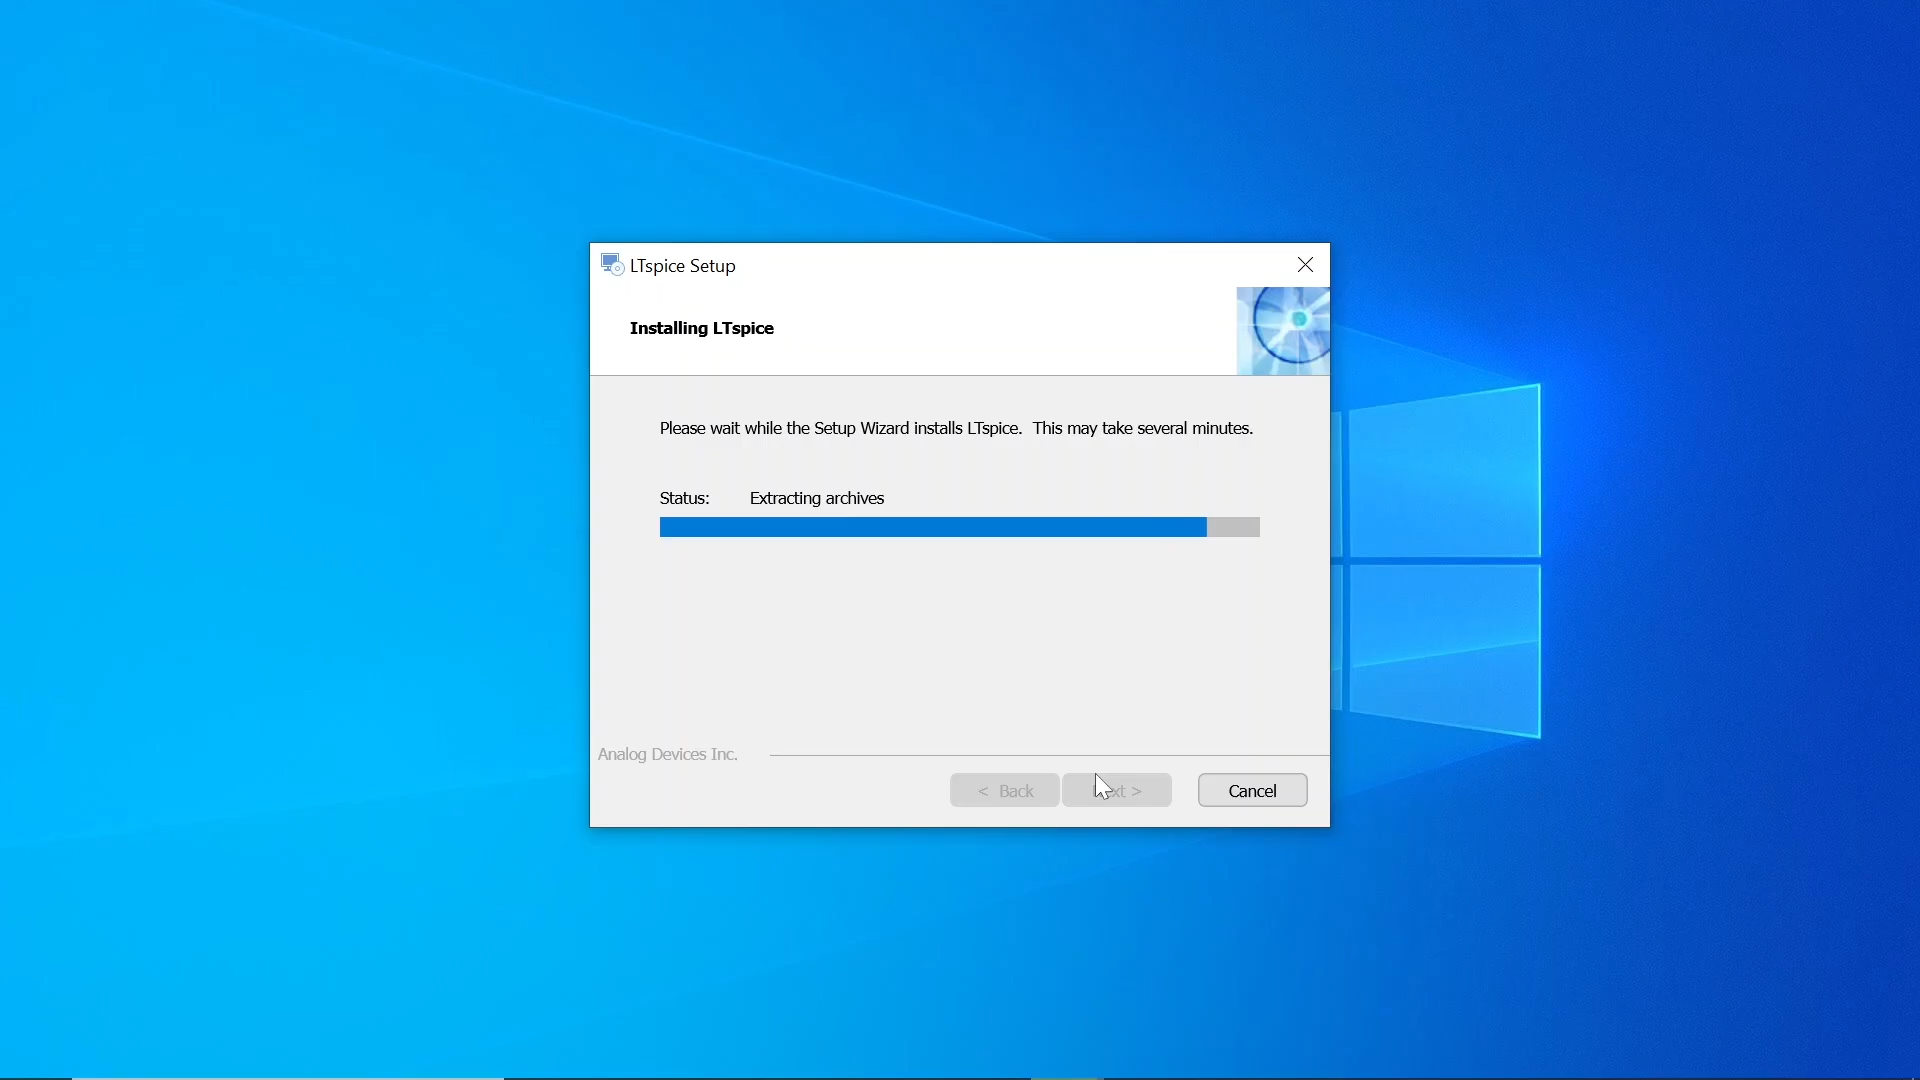 LTspice Setup
Installing LTspice
Please wait while the Setup Wizard installs LTspice.  This may take several minutes.
Status: Extracting archives
Analog Devices Inc.
< Back
>
Cancel